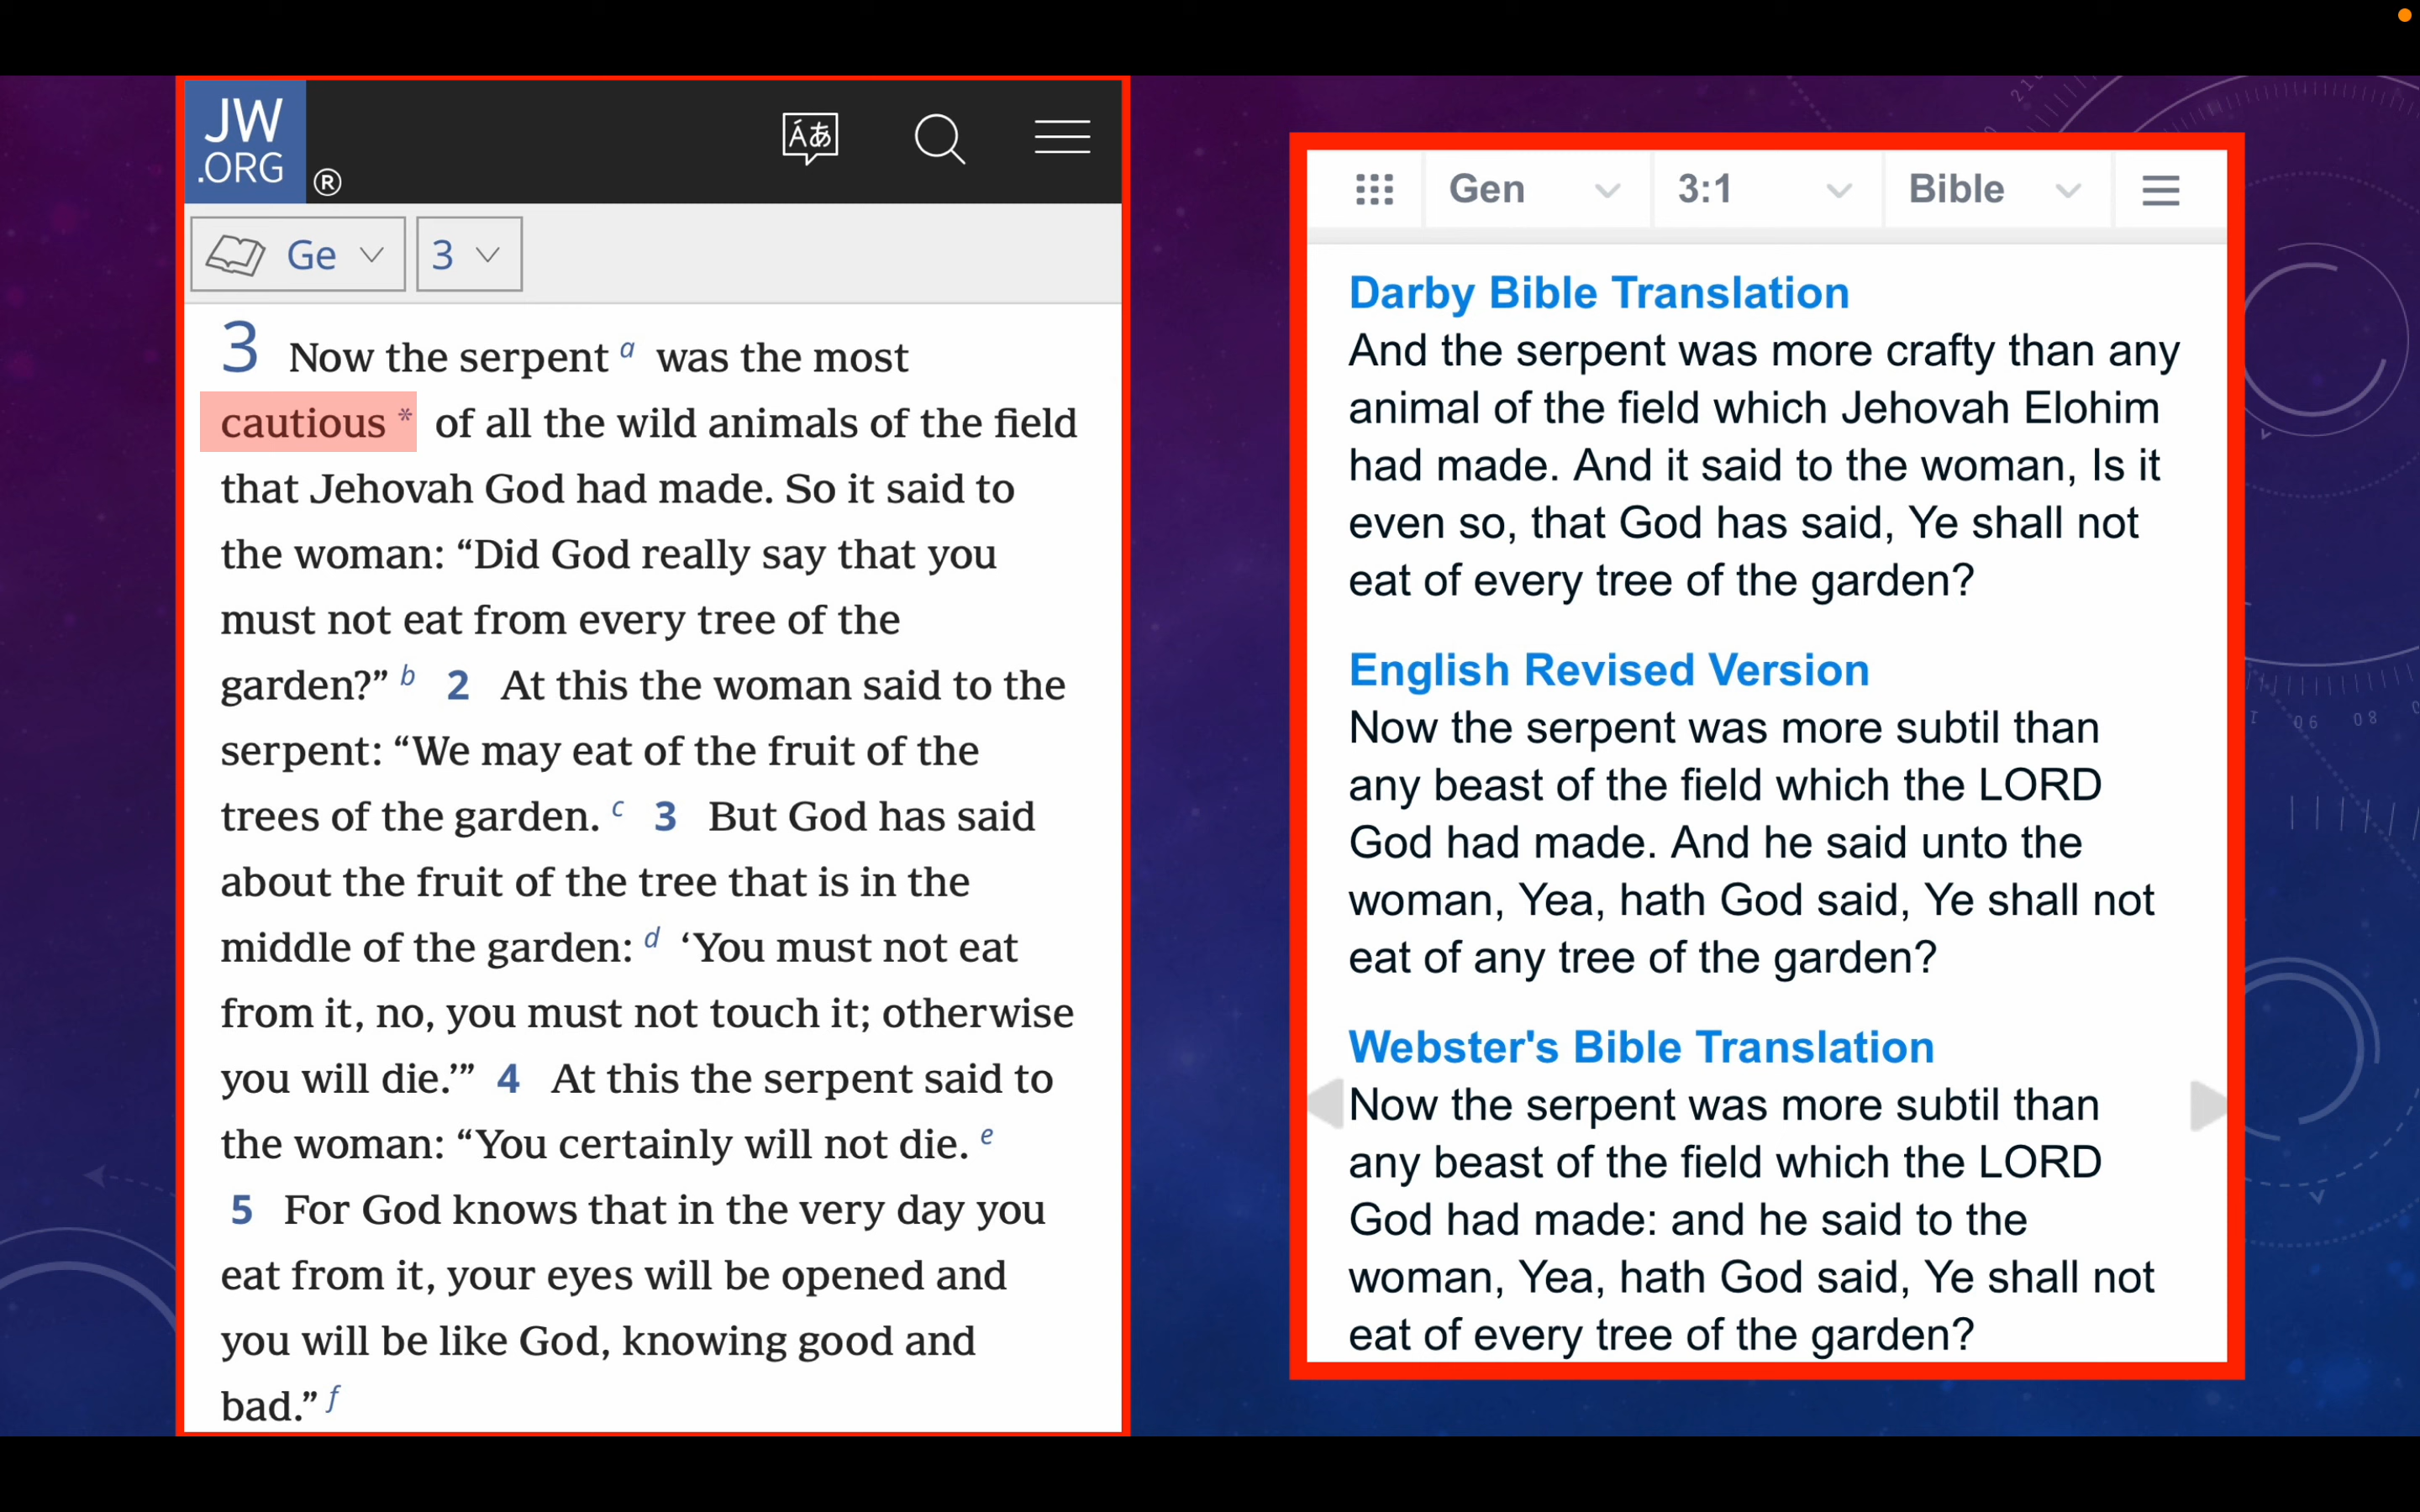 JW
.ORG
®
Áあ
Ge
3
3 Now the serpent a was the most
cautious * of all the wild animals of the field
that Jehovah God had made. So it said to
the woman: “Did God really say that you
must not eat from every tree of the
garden?” b 2 At this the woman said to the
serpent: “We may eat of the fruit of the
trees of the garden. c 3 But God has said
about the fruit of the tree that is in the
middle of the garden: d ‘You must not eat
from it, no, you must not touch it; otherwise
you will die.’” 4 At this the serpent said to
the woman: “You certainly will not die. e
5 For God knows that in the very day you
eat from it, your eyes will be opened and
you will be like God, knowing good and
bad.” f
Gen
3:1
Bible
Darby Bible Translation
And the serpent was more crafty than any
animal of the field which Jehovah Elohim
had made. And it said to the woman, Is it
even so, that God has said, Ye shall not
eat of every tree of the garden?
English Revised Version
Now the serpent was more subtil than
any beast of the field which the LORD
God had made. And he said unto the
woman, Yea, hath God said, Ye shall not
eat of any tree of the garden?
Webster's Bible Translation
Now the serpent was more subtil than
any beast of the field which the LORD
God had made: and he said to the
woman, Yea, hath God said, Ye shall not
eat of every tree of the garden?